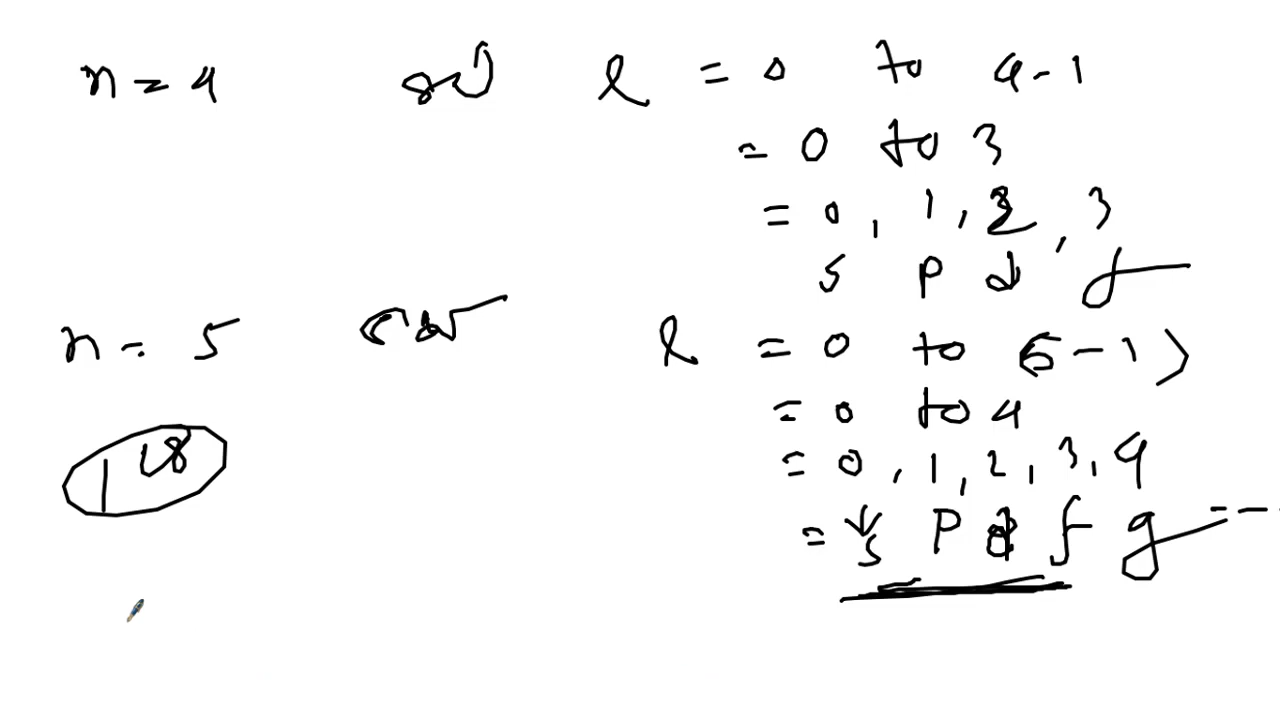 n = 4 l = 0 to 4 - 1
= 0 to 3
= 0, 1, 2, 3
s p d f
n = 5 l = 0 to (5 - 1)
= 0 to 4
= 0, 1, 2, 3, 4
118
= s p d f g ---